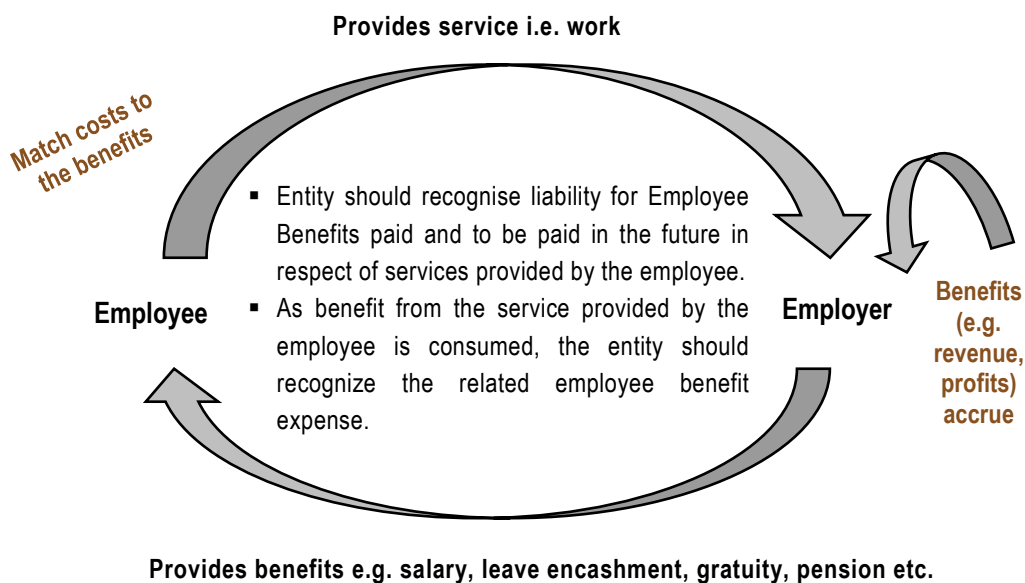 Provides service i.e. work
Match costs to
the benefits
▪ Entity should recognise liability for Employee
Benefits paid and to be paid in the future in
respect of services provided by the employee.
▪ As benefit from the service provided by the
employee is consumed, the entity should
recognize the related employee benefit
expense.
Employee
Employer
Benefits
(e.g.
revenue,
profits)
accrue
Provides benefits e.g. salary, leave encashment, gratuity, pension etc.